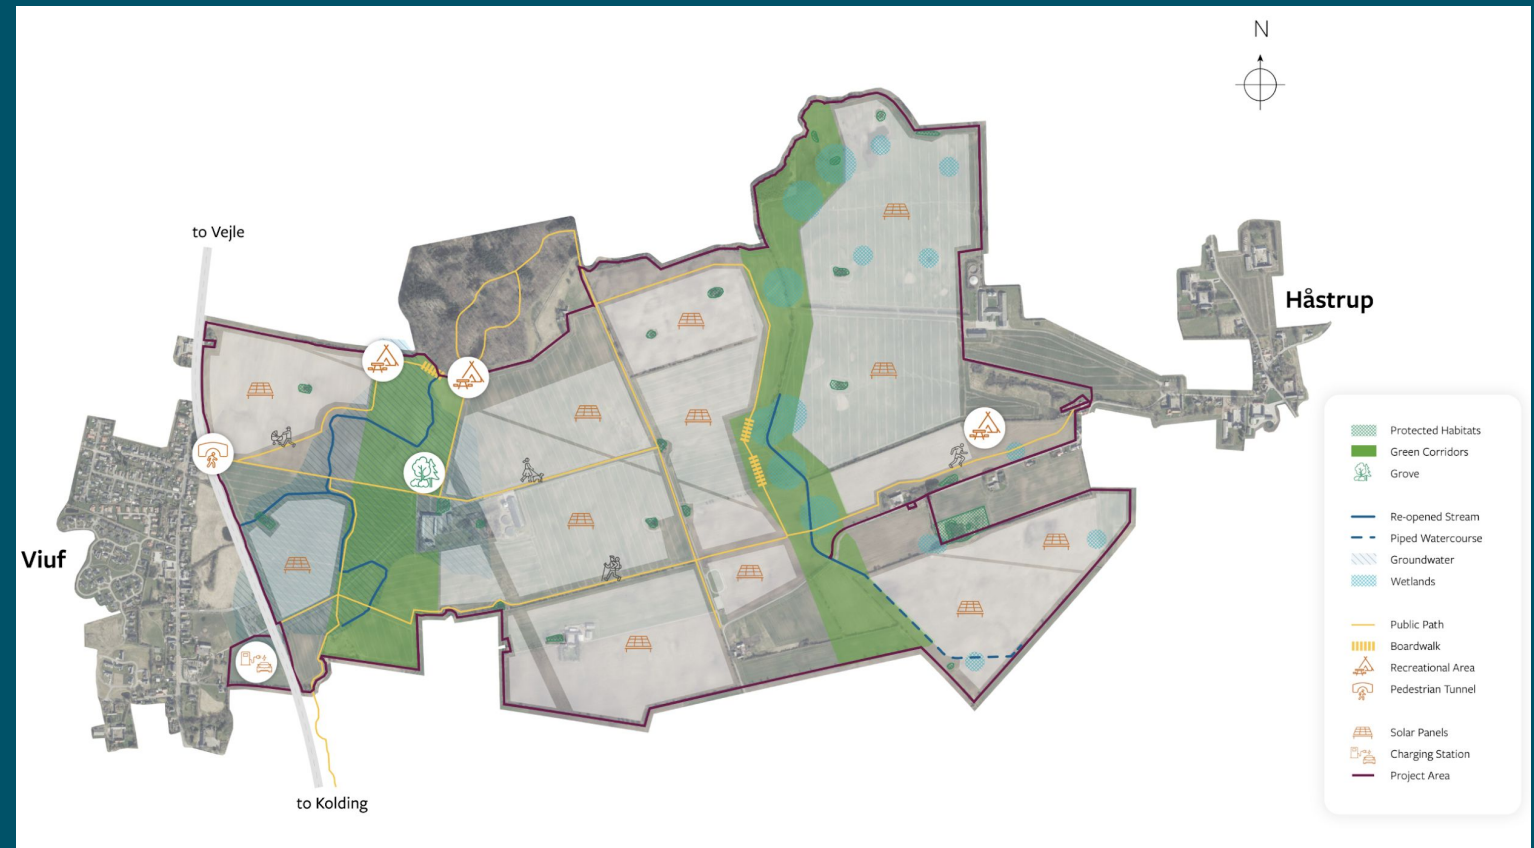 N
to Vejle
Håstrup
Viuf
to Kolding
Protected Habitats
Green Corridors
Grove
Re-opened Stream
Piped Watercourse
Groundwater
Wetlands
Public Path
Boardwalk
Recreational Area
Pedestrian Tunnel
Solar Panels
Charging Station
Project Area